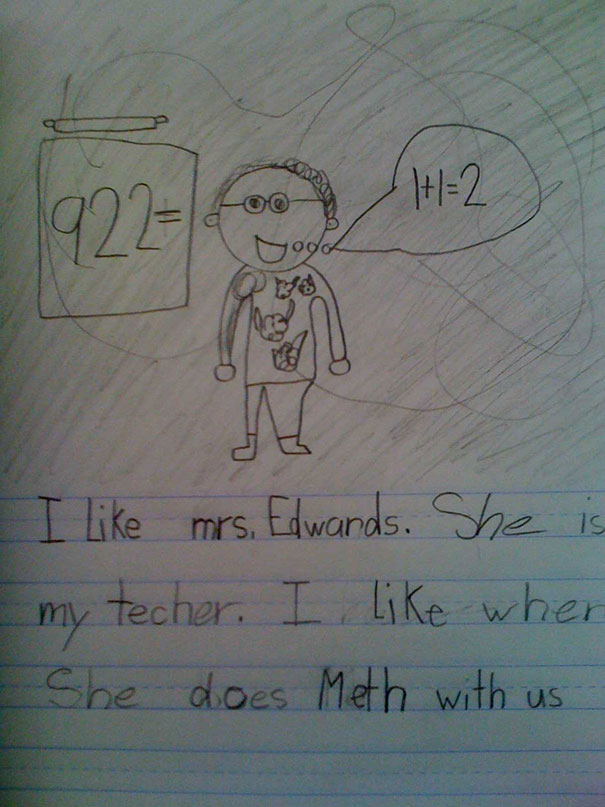 922=
1+1=2
I Like mrs. Edwards. She is
my techer. I like wher
She does Meth with us